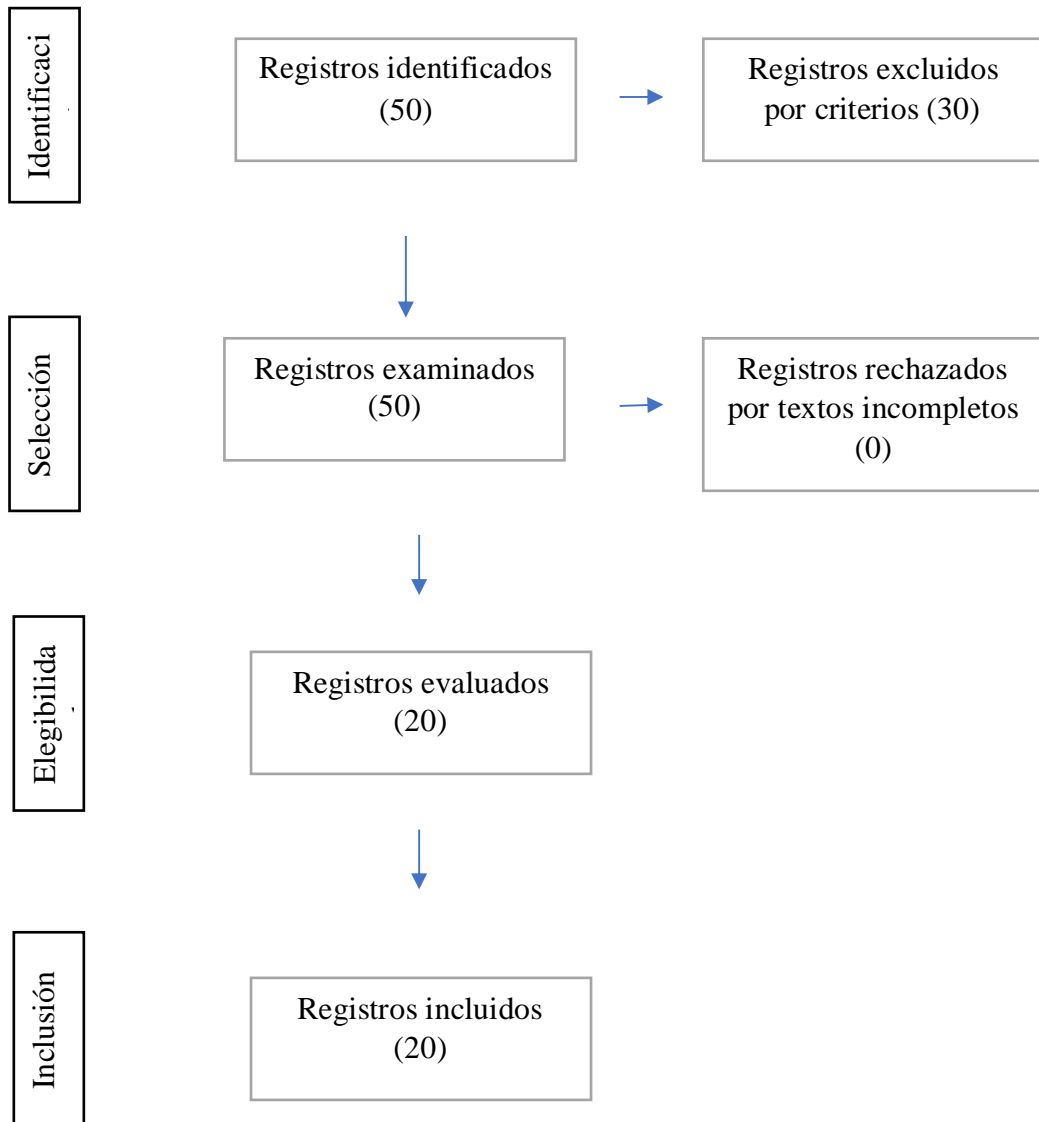 Identificaci
Registros identificados
(50)
Registros excluidos
por criterios (30)
Selección
Registros examinados
(50)
Registros rechazados
por textos incompletos
(0)
Elegibilida
Registros evaluados
(20)
Inclusión
Registros incluidos
(20)